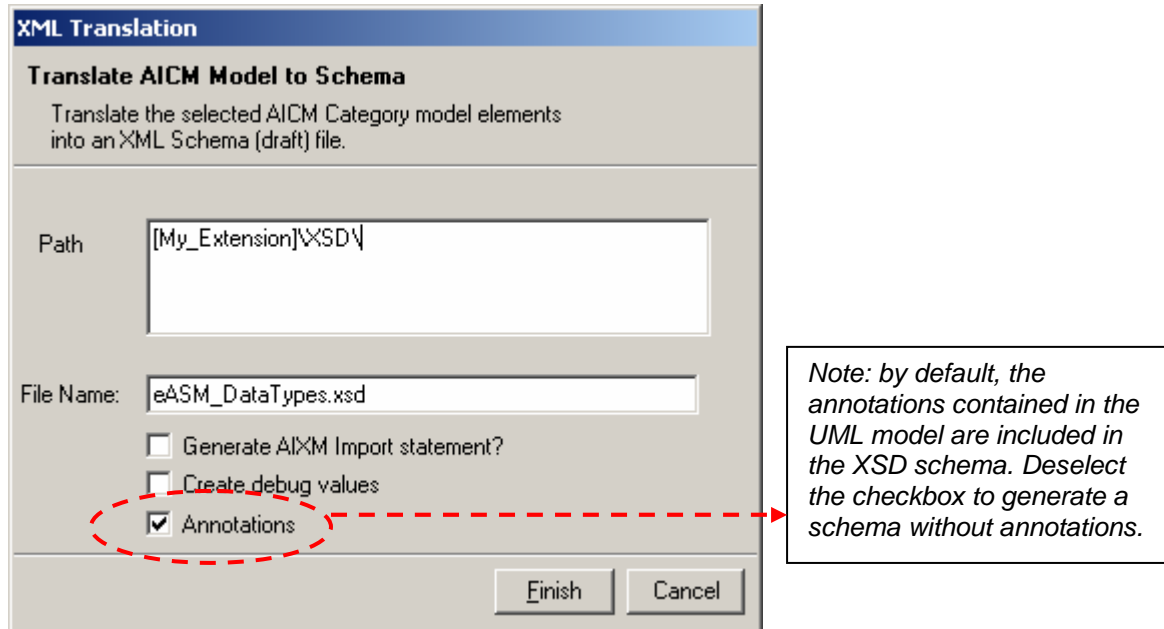 XML Translation
Translate AICM Model to Schema
Translate the selected AICM Category model elements
into an XML Schema (draft) file.
Path
[My_Extension]\XSD\
File Name:
eASM_DataTypes.xsd
Generate AIXM Import statement?
Create debug values
Annotations
Finish
Cancel
Note: by default, the
annotations contained in the
UML model are included in
the XSD schema. Deselect
the checkbox to generate a
schema without annotations.